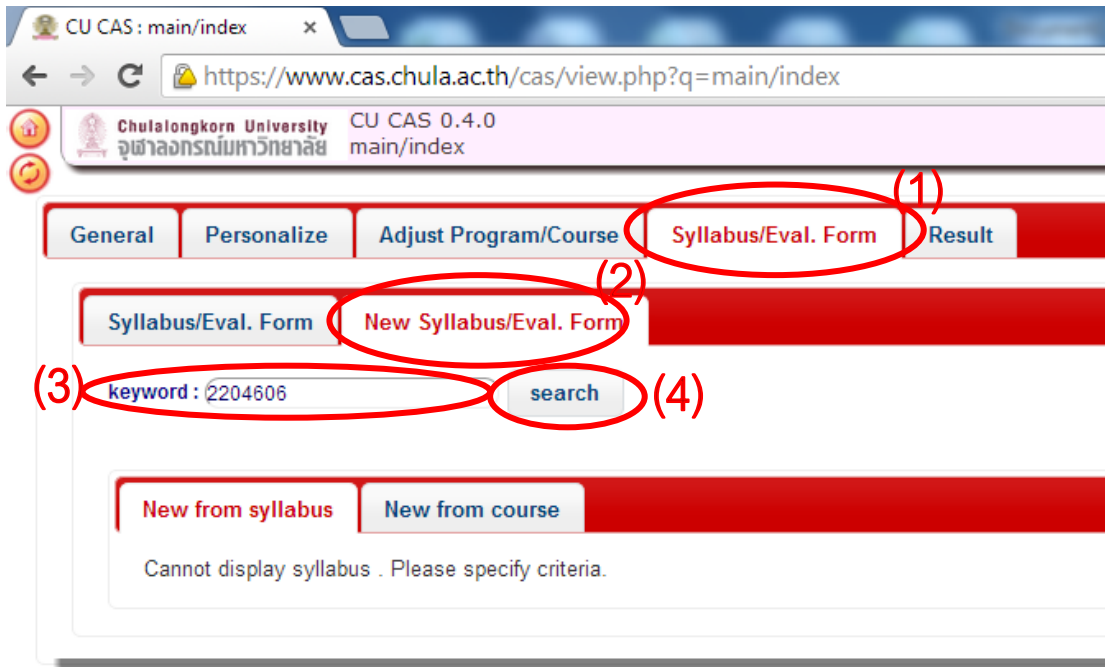 CU CAS : main/index ×
https://www.cas.chula.ac.th/cas/view.php?q=main/index
Chulalongkorn University CU CAS 0.4.0
จุฬาลงกรณ์มหาวิทยาลัย main/index
(1)
General Personalize Adjust Program/Course Syllabus/Eval. Form Result
(2)
Syllabus/Eval. Form New Syllabus/Eval. Form
(3) keyword : 2204606 search (4)
New from syllabus New from course
Cannot display syllabus . Please specify criteria.